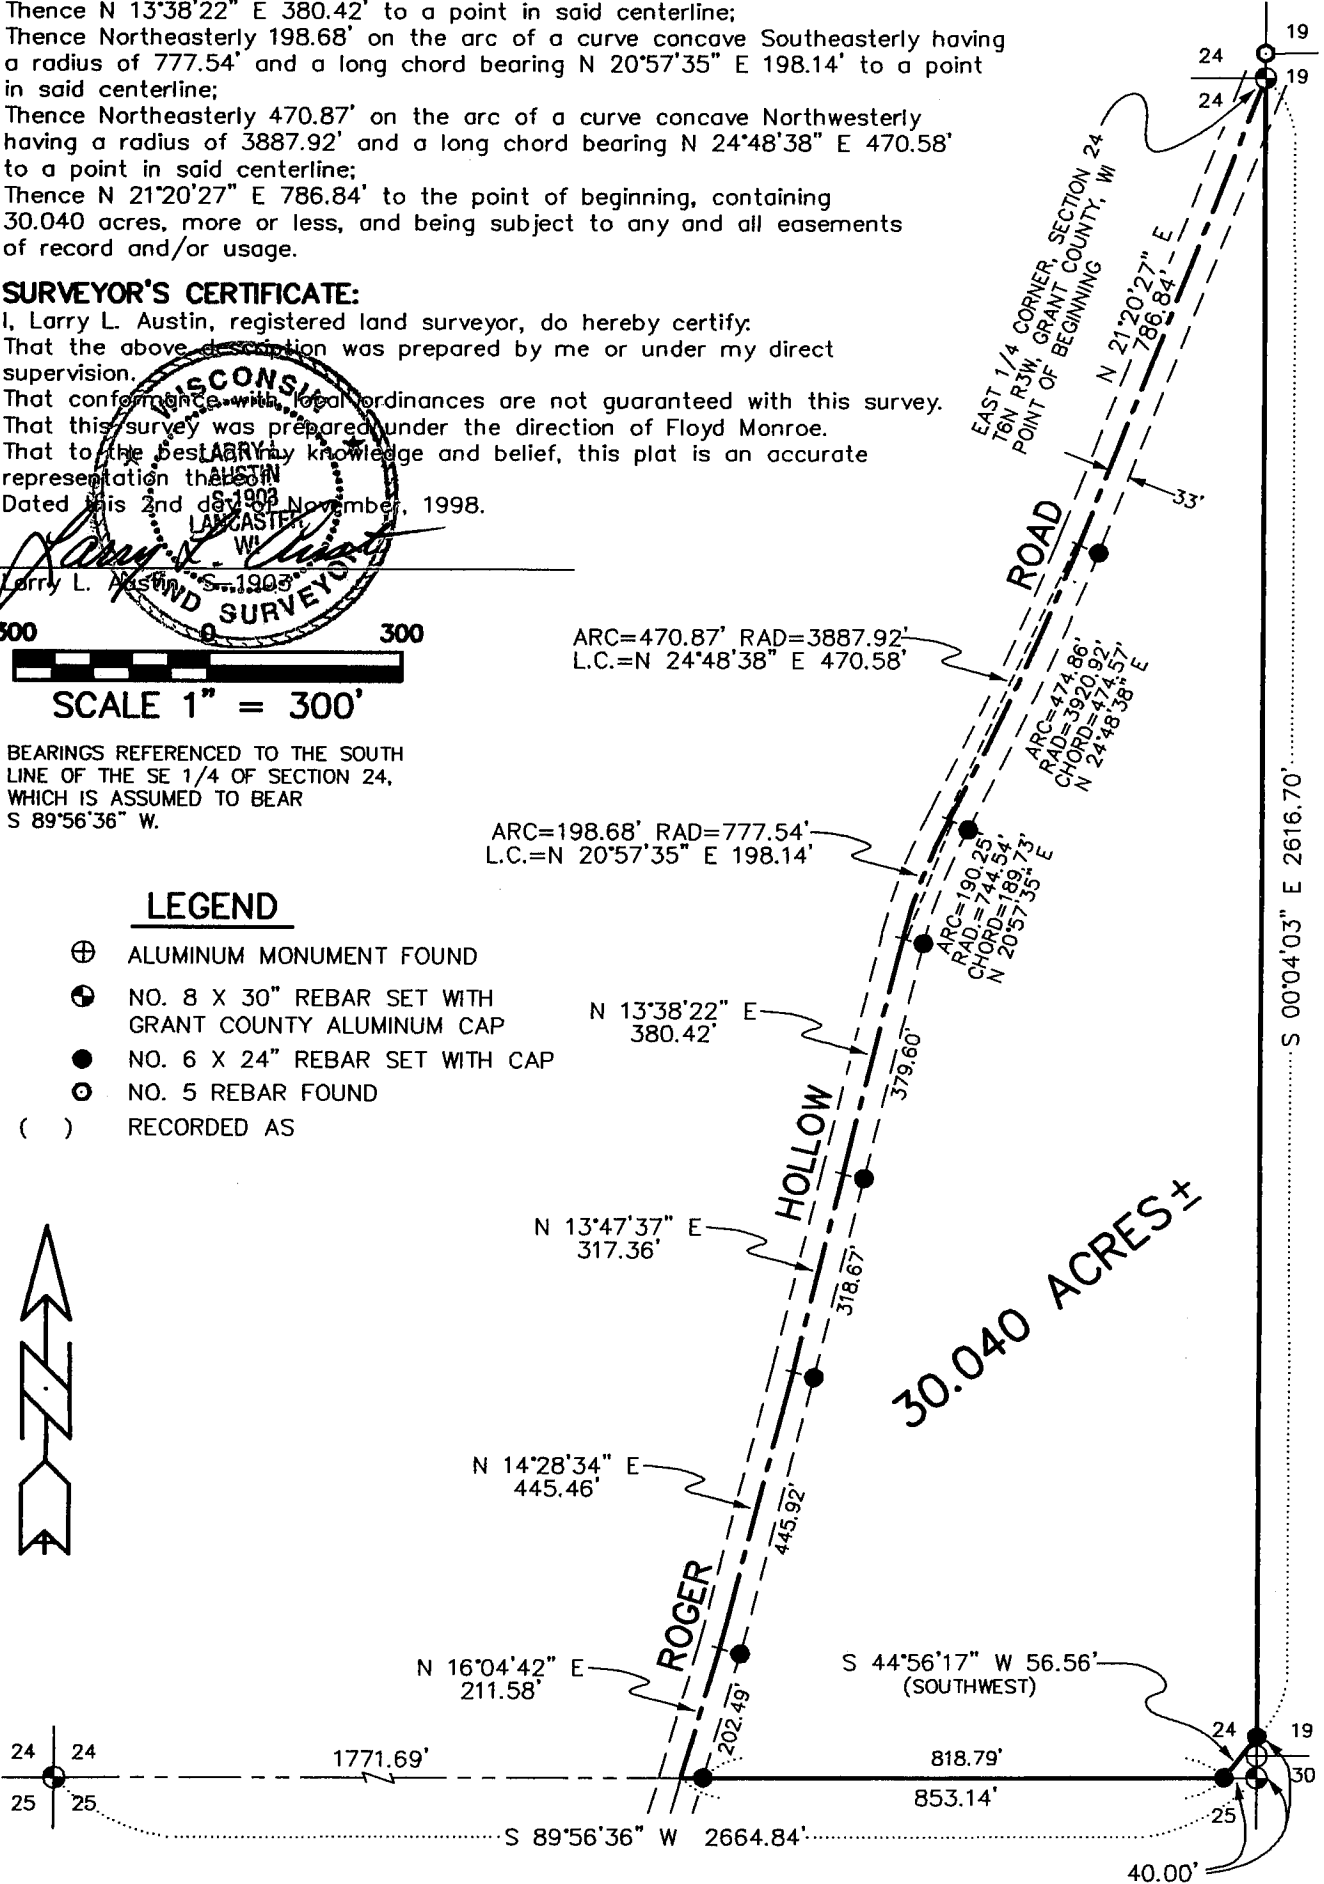 Thence N 13°38'22" E 380.42' to a point in said centerline;
Thence Northeasterly 198.68' on the arc of a curve concave Southeasterly having
a radius of 777.54' and a long chord bearing N 20°57'35" E 198.14' to a point
in said centerline;
Thence Northeasterly 470.87' on the arc of a curve concave Northwesterly
having a radius of 3887.92' and a long chord bearing N 24°48'38" E 470.58'
to a point in said centerline;
Thence N 21°20'27" E 786.84' to the point of beginning, containing
30.040 acres, more or less, and being subject to any and all easements
of record and/or usage.
SURVEYOR'S CERTIFICATE:
I, Larry L. Austin, registered land surveyor, do hereby certify:
That the above description was prepared by me or under my direct
supervision.
That conformance with local ordinances are not guaranteed with this survey.
That this survey was prepared under the direction of Floyd Monroe.
That to the best of my knowledge and belief, this plat is an accurate
representation thereof.
Dated this 2nd day of November, 1998.
WISCONSIN
LARRY L.
AUSTIN
S-1903
LANCASTER,
WI.
LAND SURVEYOR
Larry L. Austin
Larry L. Austin, S-1903
300 0 300
SCALE 1" = 300'
BEARINGS REFERENCED TO THE SOUTH
LINE OF THE SE 1/4 OF SECTION 24,
WHICH IS ASSUMED TO BEAR
S 89°56'36" W.
LEGEND
ALUMINUM MONUMENT FOUND
NO. 8 X 30" REBAR SET WITH
GRANT COUNTY ALUMINUM CAP
NO. 6 X 24" REBAR SET WITH CAP
NO. 5 REBAR FOUND
( ) RECORDED AS
N
24 19
24 19
EAST 1/4 CORNER, SECTION 24
T6N R3W, GRANT COUNTY, WI
POINT OF BEGINNING
N 21°20'27" E
786.84'
33'
ROAD
ARC=470.87' RAD=3887.92'
L.C.=N 24°48'38" E 470.58'
ARC=474.86'
RAD=3920.92'
CHORD=474.57'
N 24°48'38" E
ARC=198.68' RAD=777.54'
L.C.=N 20°57'35" E 198.14'
ARC=190.25'
RAD.=744.54'
CHORD=189.73'
N 20°57'35" E
S 00°04'03" E 2616.70'
N 13°38'22" E
380.42'
379.60'
HOLLOW
N 13°47'37" E
317.36'
318.67'
30.040 ACRES±
N 14°28'34" E
445.46'
445.92'
ROGER
N 16°04'42" E
211.58'
202.49'
S 44°56'17" W 56.56'
(SOUTHWEST)
24 19
30
25
24 24
25 25
1771.69'
818.79'
853.14'
S 89°56'36" W 2664.84'
40.00'